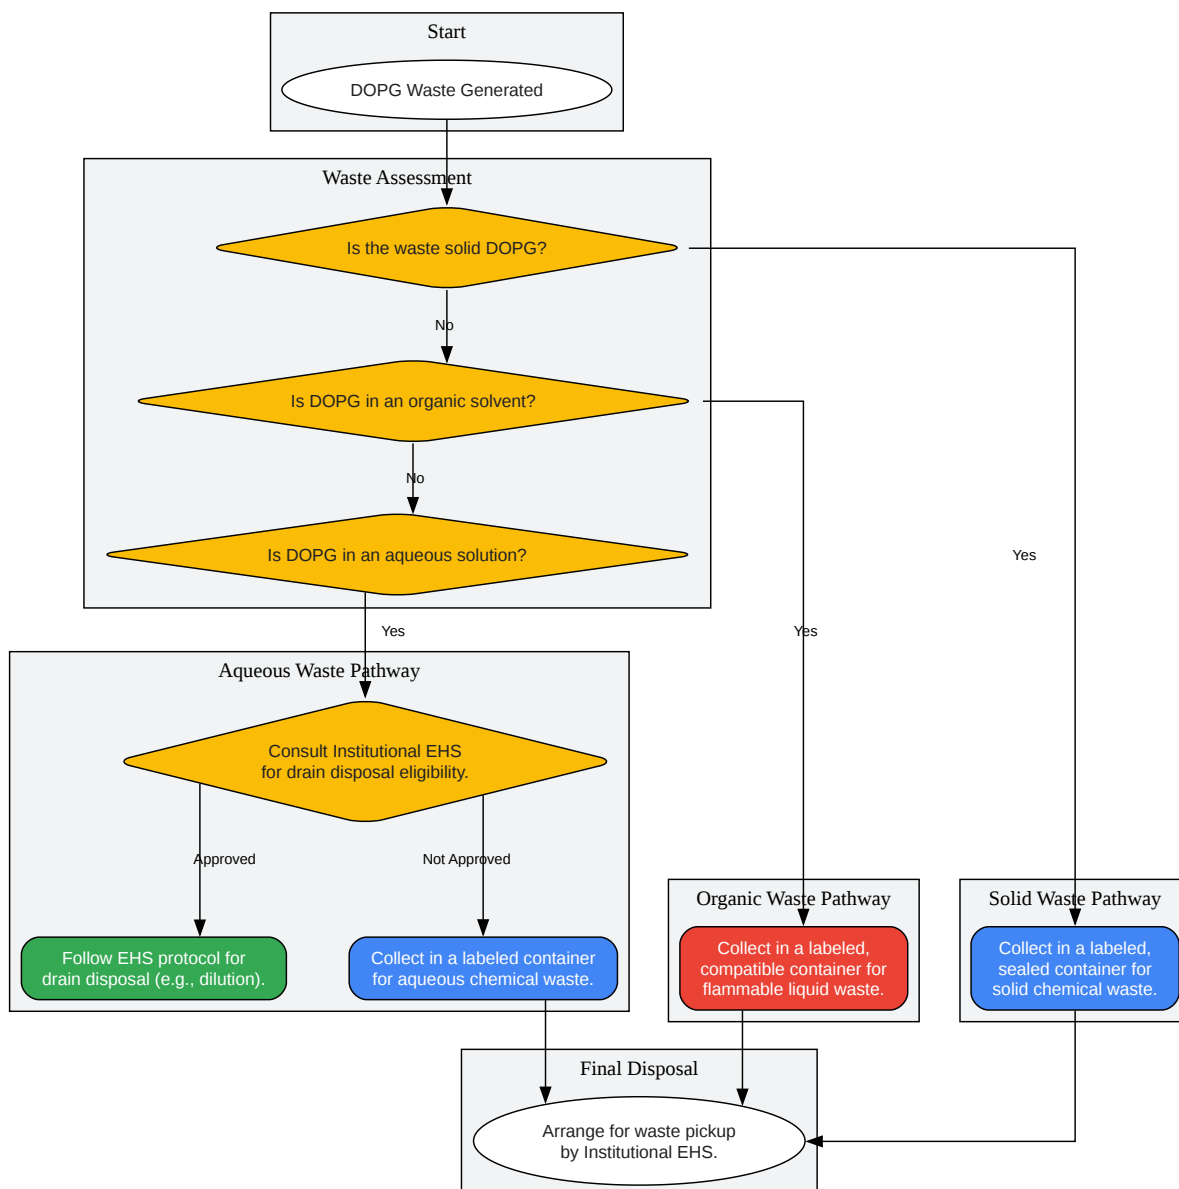 Start
DOPG Waste Generated
Waste Assessment
Is the waste solid DOPG?
No
Is DOPG in an organic solvent?
No
Is DOPG in an aqueous solution?
Yes
Yes
Yes
Aqueous Waste Pathway
Consult Institutional EHS
for drain disposal eligibility.
Approved
Not Approved
Follow EHS protocol for
drain disposal (e.g., dilution).
Collect in a labeled container
for aqueous chemical waste.
Organic Waste Pathway
Collect in a labeled,
compatible container for
flammable liquid waste.
Solid Waste Pathway
Collect in a labeled,
sealed container for
solid chemical waste.
Final Disposal
Arrange for waste pickup
by Institutional EHS.